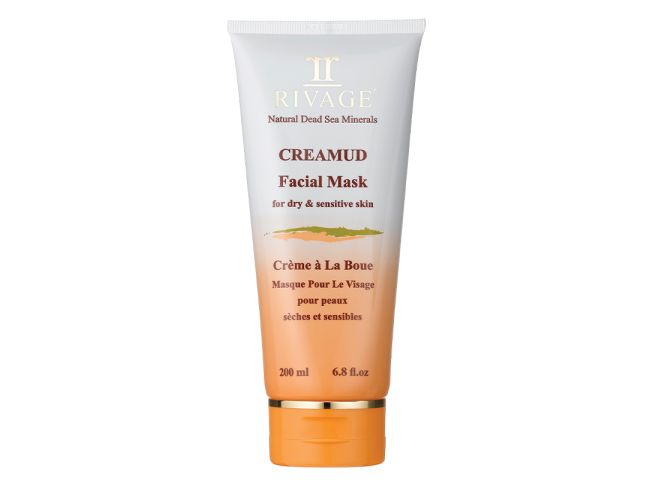 RIVAGE
Natural Dead Sea Minerals
CREAMUD
Facial Mask
for dry & sensitive skin
Crème à La Boue
Masque Pour Le Visage
pour peaux
sèches et sensibles
200 ml 6.8 fl.oz